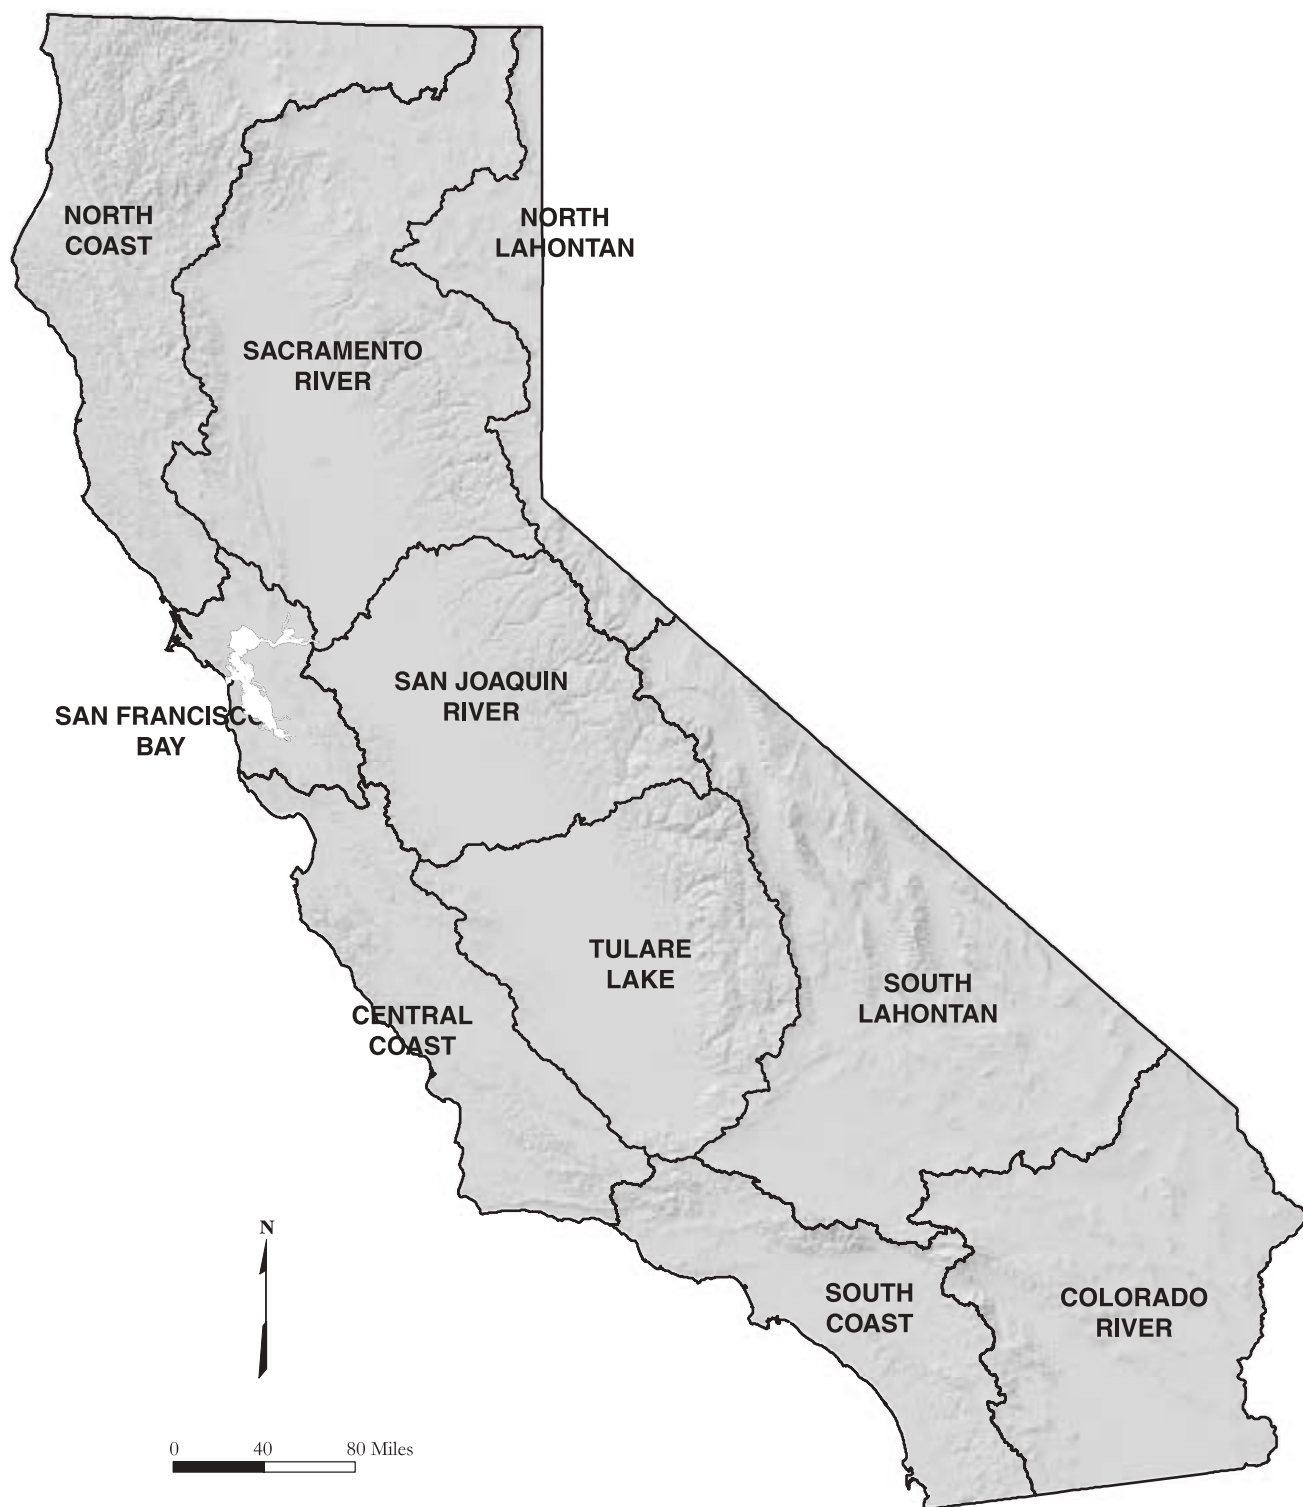 NORTH
COAST
NORTH
LAHONTAN
SACRAMENTO
RIVER
SAN JOAQUIN
RIVER
SAN FRANCISCO
BAY
TULARE
LAKE
SOUTH
LAHONTAN
CENTRAL
COAST
N
SOUTH
COAST
COLORADO
RIVER
0 40 80 Miles